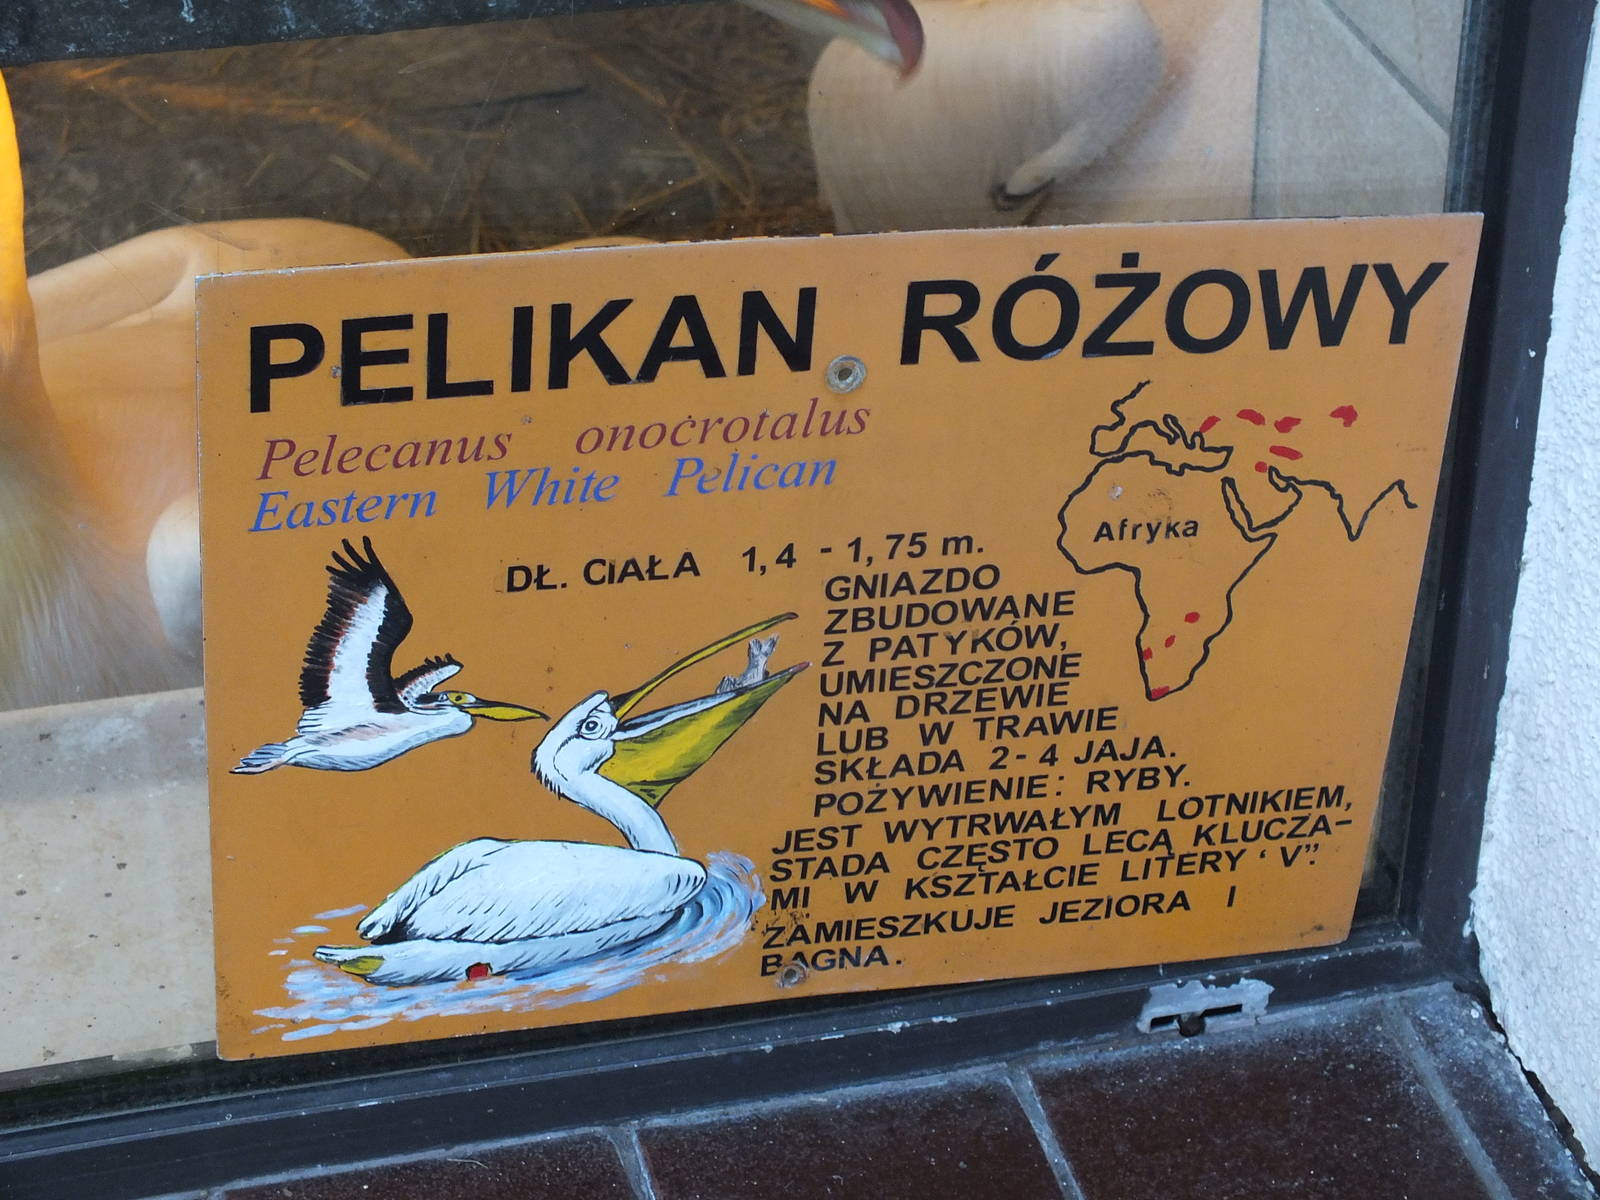 PELIKAN RÓŻOWY
Pelecanus onocrotalus
Eastern White Pelican
DŁ. CIAŁA 1,4 - 1,75 m.
GNIAZDO
ZBUDOWANE
Z PATYKÓW,
UMIESZCZONE
NA DRZEWIE
LUB W TRAWIE
SKŁADA 2-4 JAJA.
POŻYWIENIE: RYBY.
JEST WYTRWAŁYM LOTNIKIEM,
STADA CZĘSTO LECĄ KLUCZA-
MI W KSZTAŁCIE LITERY ‘V”.
ZAMIESZKUJE JEZIORA I
BAGNA.
Afryka